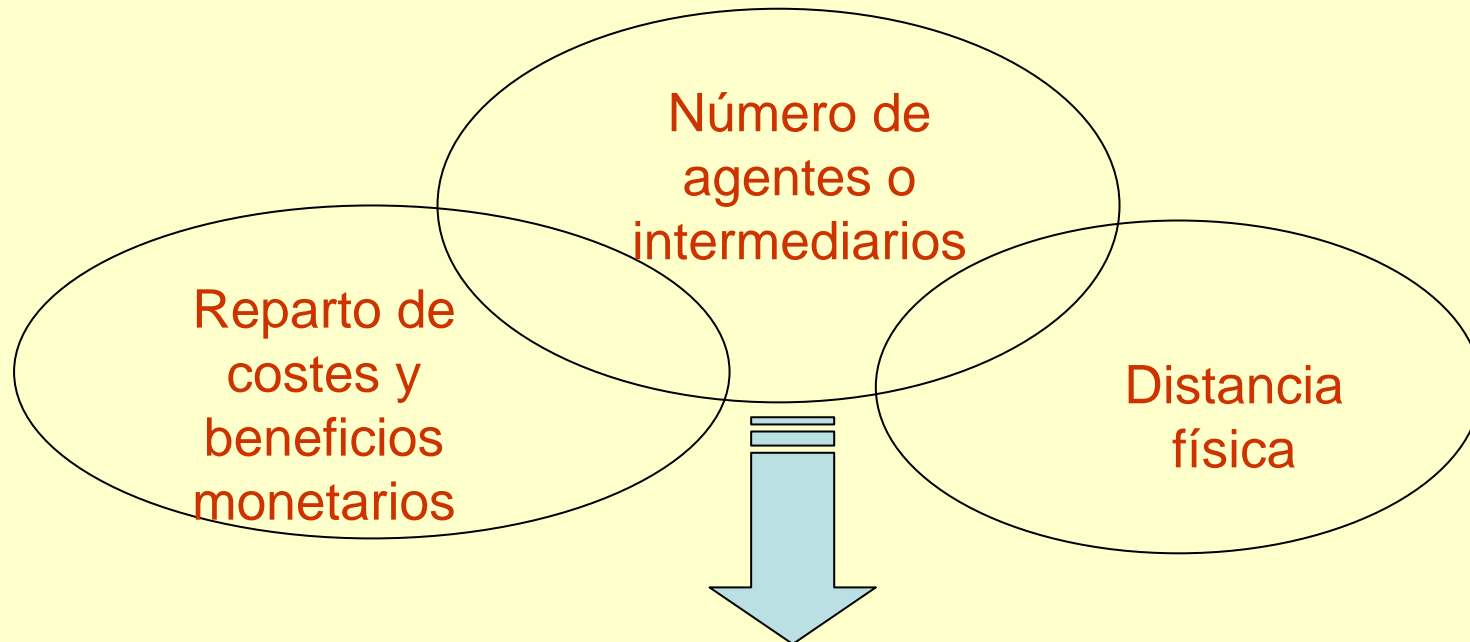 Número de
agentes o
intermediarios
Reparto de
costes y
beneficios
monetarios
Distancia
física